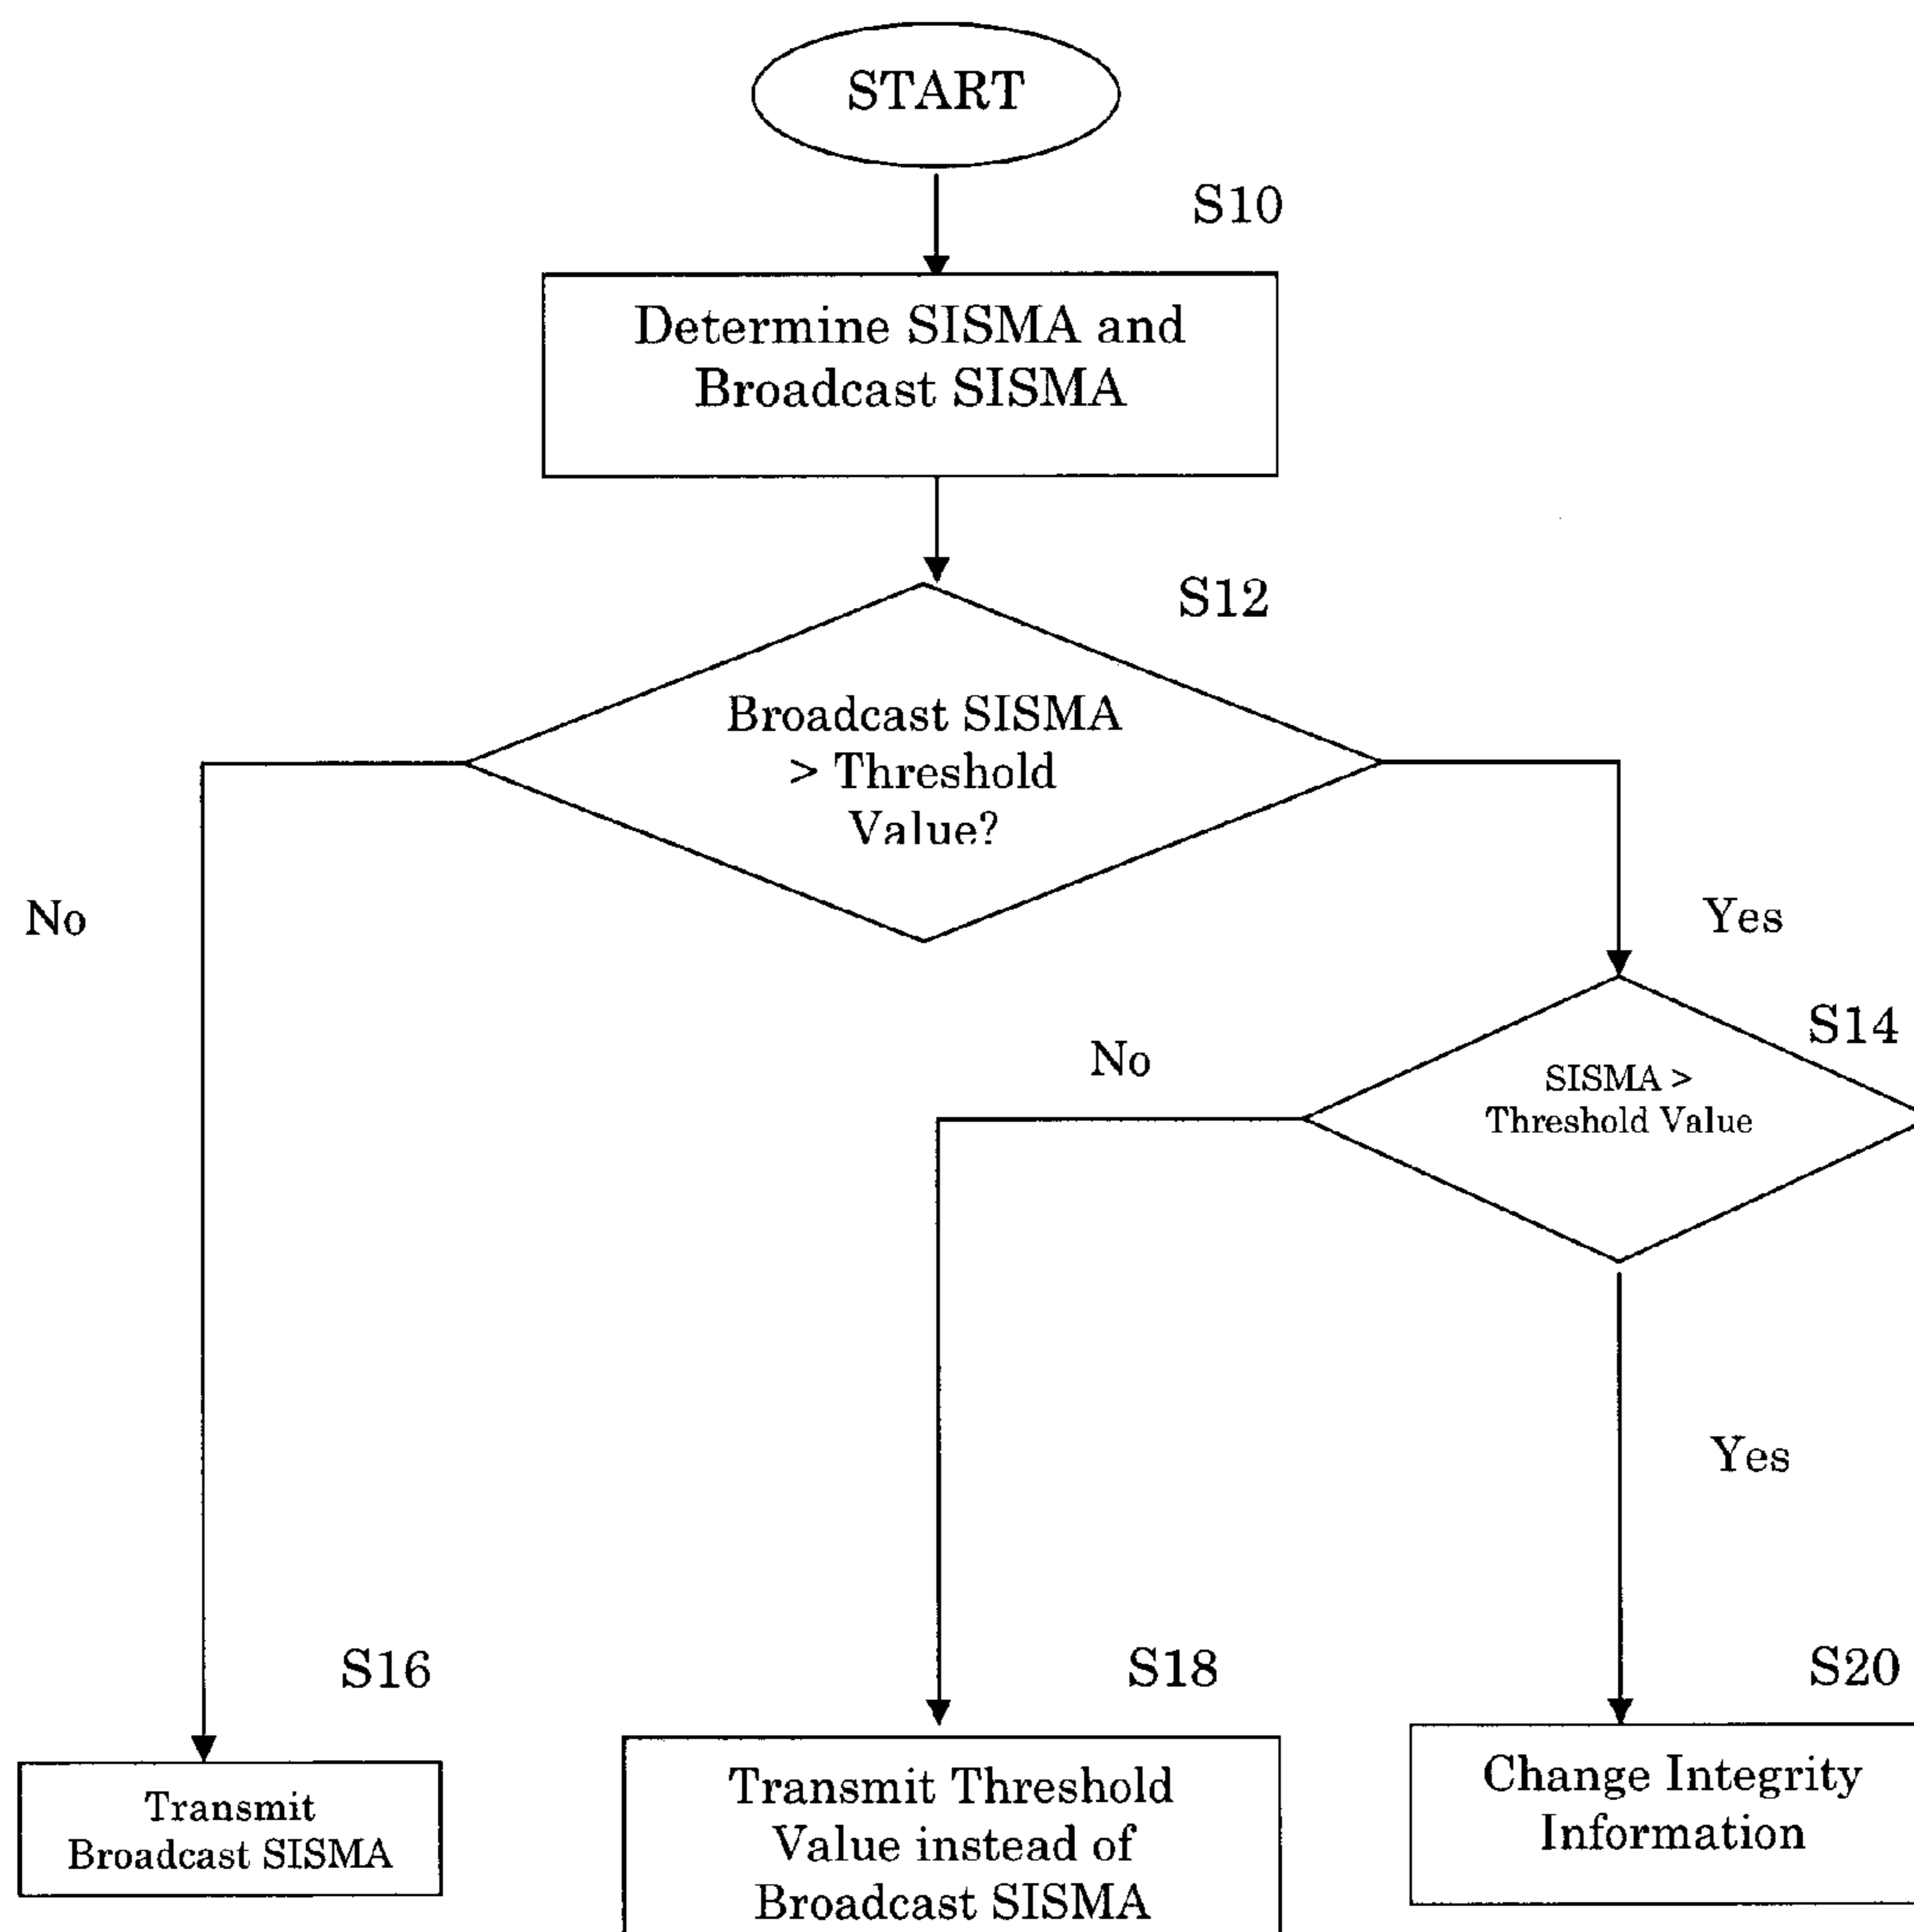 START
S10
Determine SISMA and
Broadcast SISMA
S12
Broadcast SISMA
> Threshold
Value?
No
Yes
S14
No
SISMA >
Threshold Value
Yes
S16
S18
S20
Transmit
Broadcast SISMA
Transmit Threshold
Value instead of
Broadcast SISMA
Change Integrity
Information